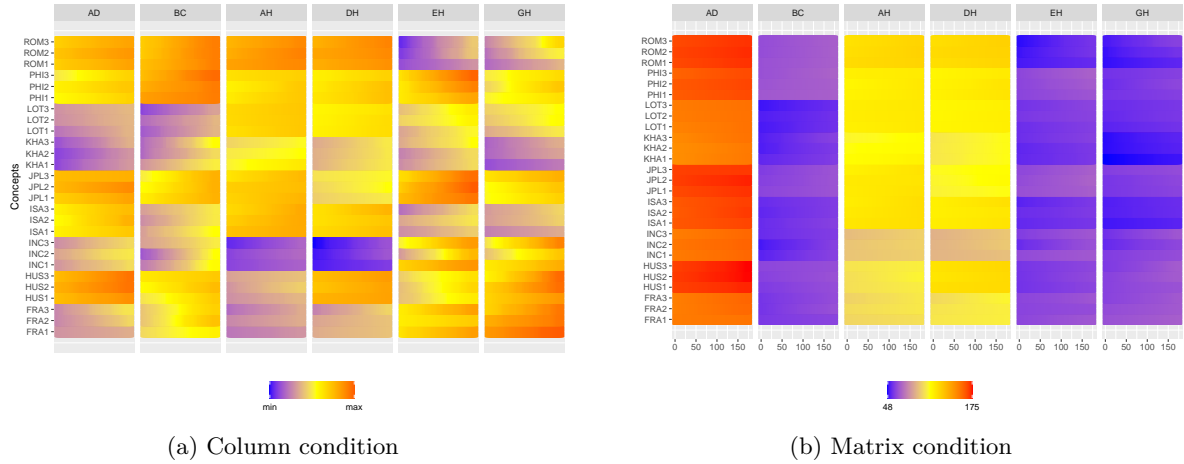 AD BC AH DH EH GH
Concepts
ROM3
ROM2
ROM1
PHI3
PHI2
PHI1
LOT3
LOT2
LOT1
KHA3
KHA2
KHA1
JPL3
JPL2
JPL1
ISA3
ISA2
ISA1
INC3
INC2
INC1
HUS3
HUS2
HUS1
FRA3
FRA2
FRA1
min max
(a) Column condition
AD BC AH DH EH GH
ROM3
ROM2
ROM1
PHI3
PHI2
PHI1
LOT3
LOT2
LOT1
KHA3
KHA2
KHA1
JPL3
JPL2
JPL1
ISA3
ISA2
ISA1
INC3
INC2
INC1
HUS3
HUS2
HUS1
FRA3
FRA2
FRA1
0 50 100 150 0 50 100 150 0 50 100 150 0 50 100 150 0 50 100 150 0 50 100 150
48 175
(b) Matrix condition